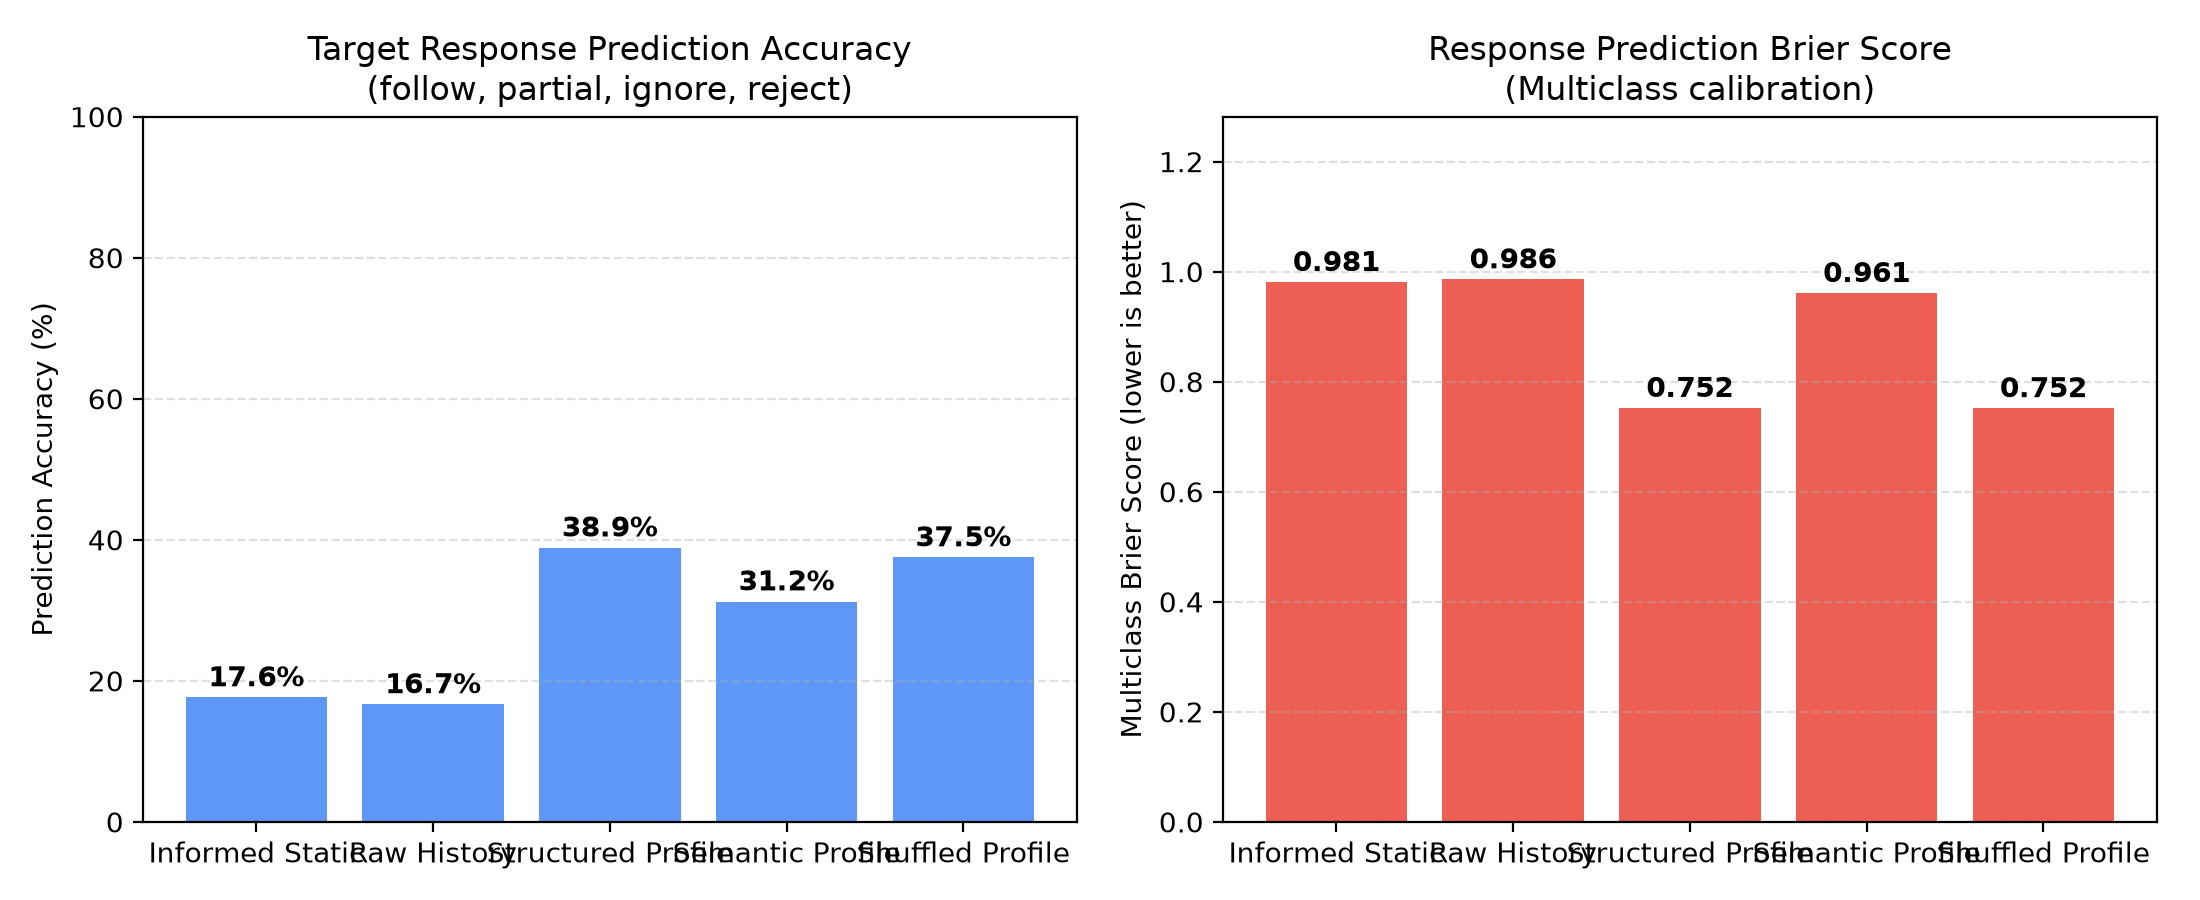 Target Response Prediction Accuracy
(follow, partial, ignore, reject)
Prediction Accuracy (%)
100
80
60
40
20
0
17.6%
16.7%
38.9%
31.2%
37.5%
Informed Static
Raw History
Structured Profile
Semantic Profile
Shuffled Profile
Response Prediction Brier Score
(Multiclass calibration)
Multiclass Brier Score (lower is better)
1.2
1.0
0.8
0.6
0.4
0.2
0.0
0.981
0.986
0.752
0.961
0.752
Informed Static
Raw History
Structured Profile
Semantic Profile
Shuffled Profile